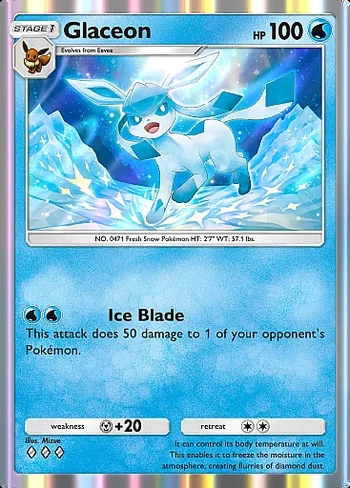 STAGE 1 Glaceon HP 100
Evolves from Eevee
NO. 0471 Fresh Snow Pokémon HT: 2'7" WT: 57.1 lbs.
Ice Blade
This attack does 50 damage to 1 of your opponent's
Pokémon.
weakness +20 retreat
Illus. Mizue
It can control its body temperature at will.
This enables it to freeze the moisture in the
atmosphere, creating flurries of diamond dust.